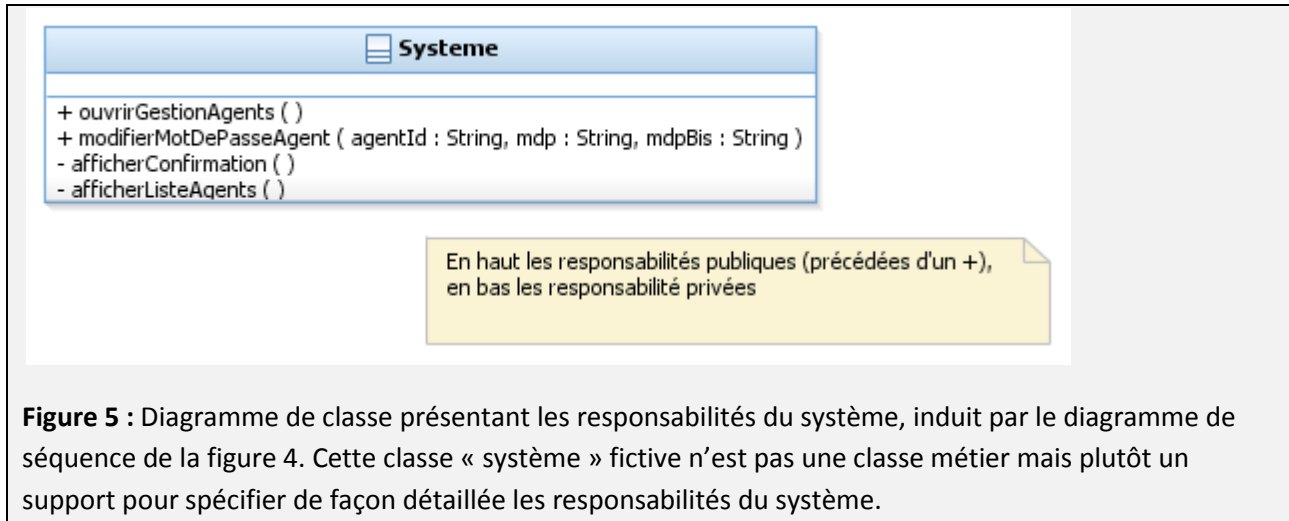 Systeme
+ ouvrirGestionAgents ( )
+ modifierMotDePasseAgent ( agentId : String, mdp : String, mdpBis : String )
- afficherConfirmation ( )
- afficherListeAgents ( )
En haut les responsabilités publiques (précédées d'un +),
en bas les responsabilité privées
Figure 5 : Diagramme de classe présentant les responsabilités du système, induit par le diagramme de
séquence de la figure 4. Cette classe « système » fictive n’est pas une classe métier mais plutôt un
support pour spécifier de façon détaillée les responsabilités du système.